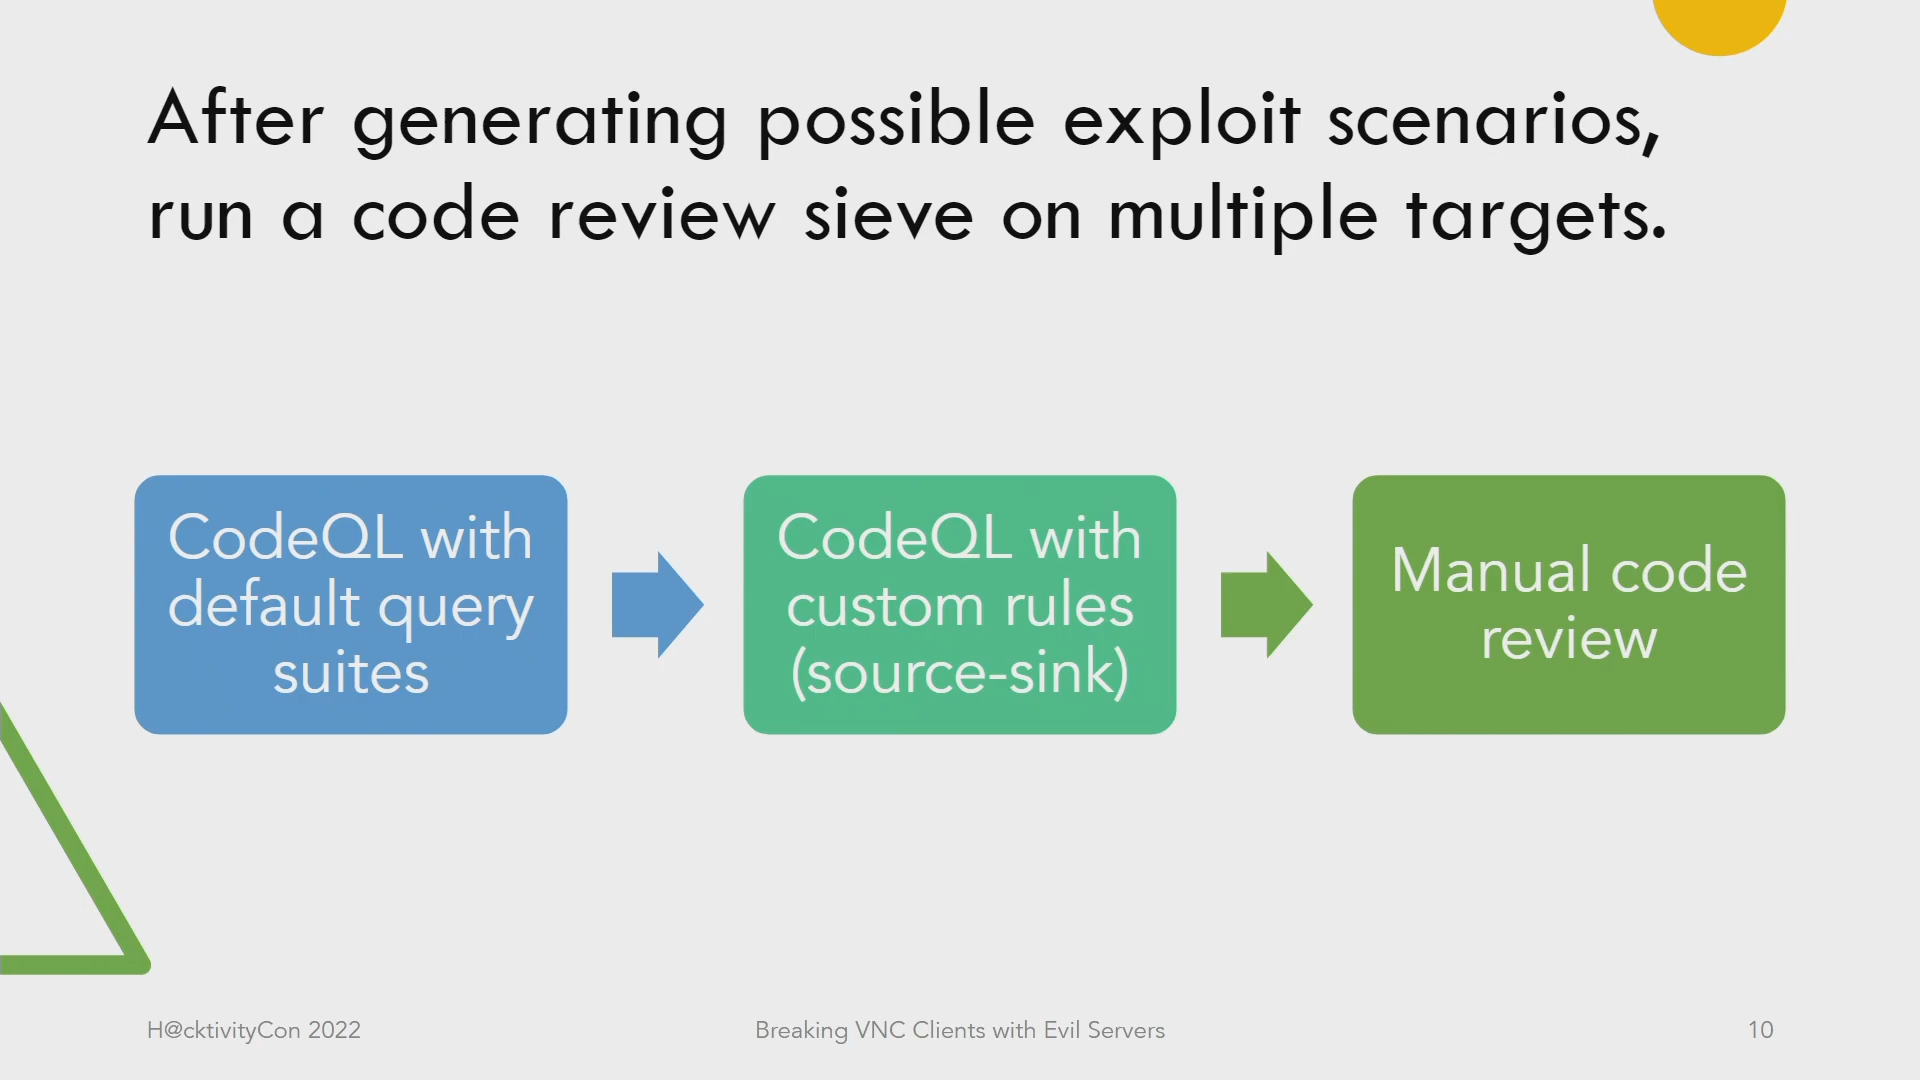 After generating possible exploit scenarios,
run a code review sieve on multiple targets.
CodeQL with
default query
suites
CodeQL with
custom rules
(source-sink)
Manual code
review
H@cktivityCon 2022
Breaking VNC Clients with Evil Servers
10